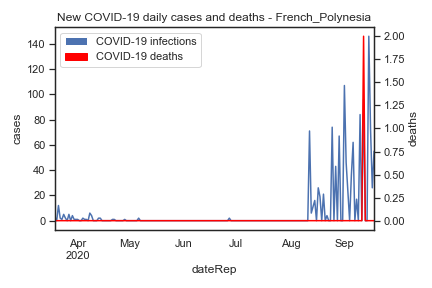 New COVID-19 daily cases and deaths - French_Polynesia
COVID-19 infections
COVID-19 deaths
cases
140
120
100
80
60
40
20
0
deaths
2.00
1.75
1.50
1.25
1.00
0.75
0.50
0.25
0.00
Apr May Jun Jul Aug Sep
2020
dateRep